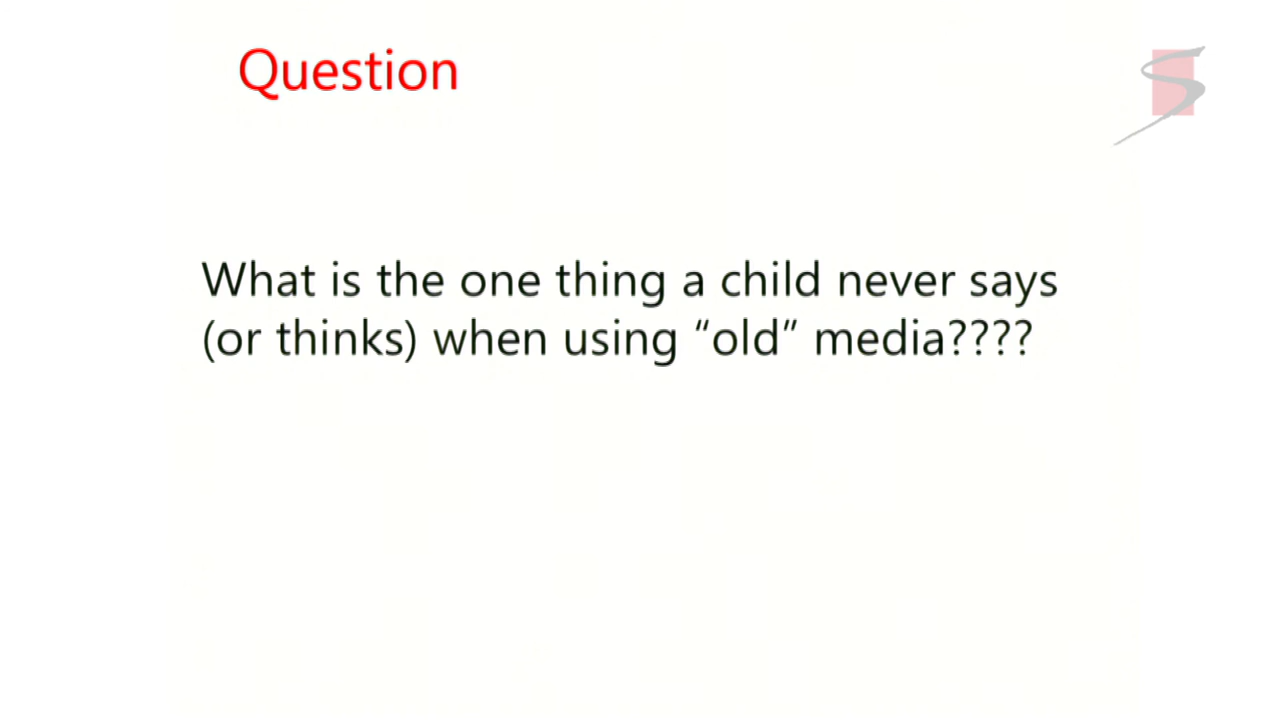 Question
What is the one thing a child never says
(or thinks) when using “old” media????